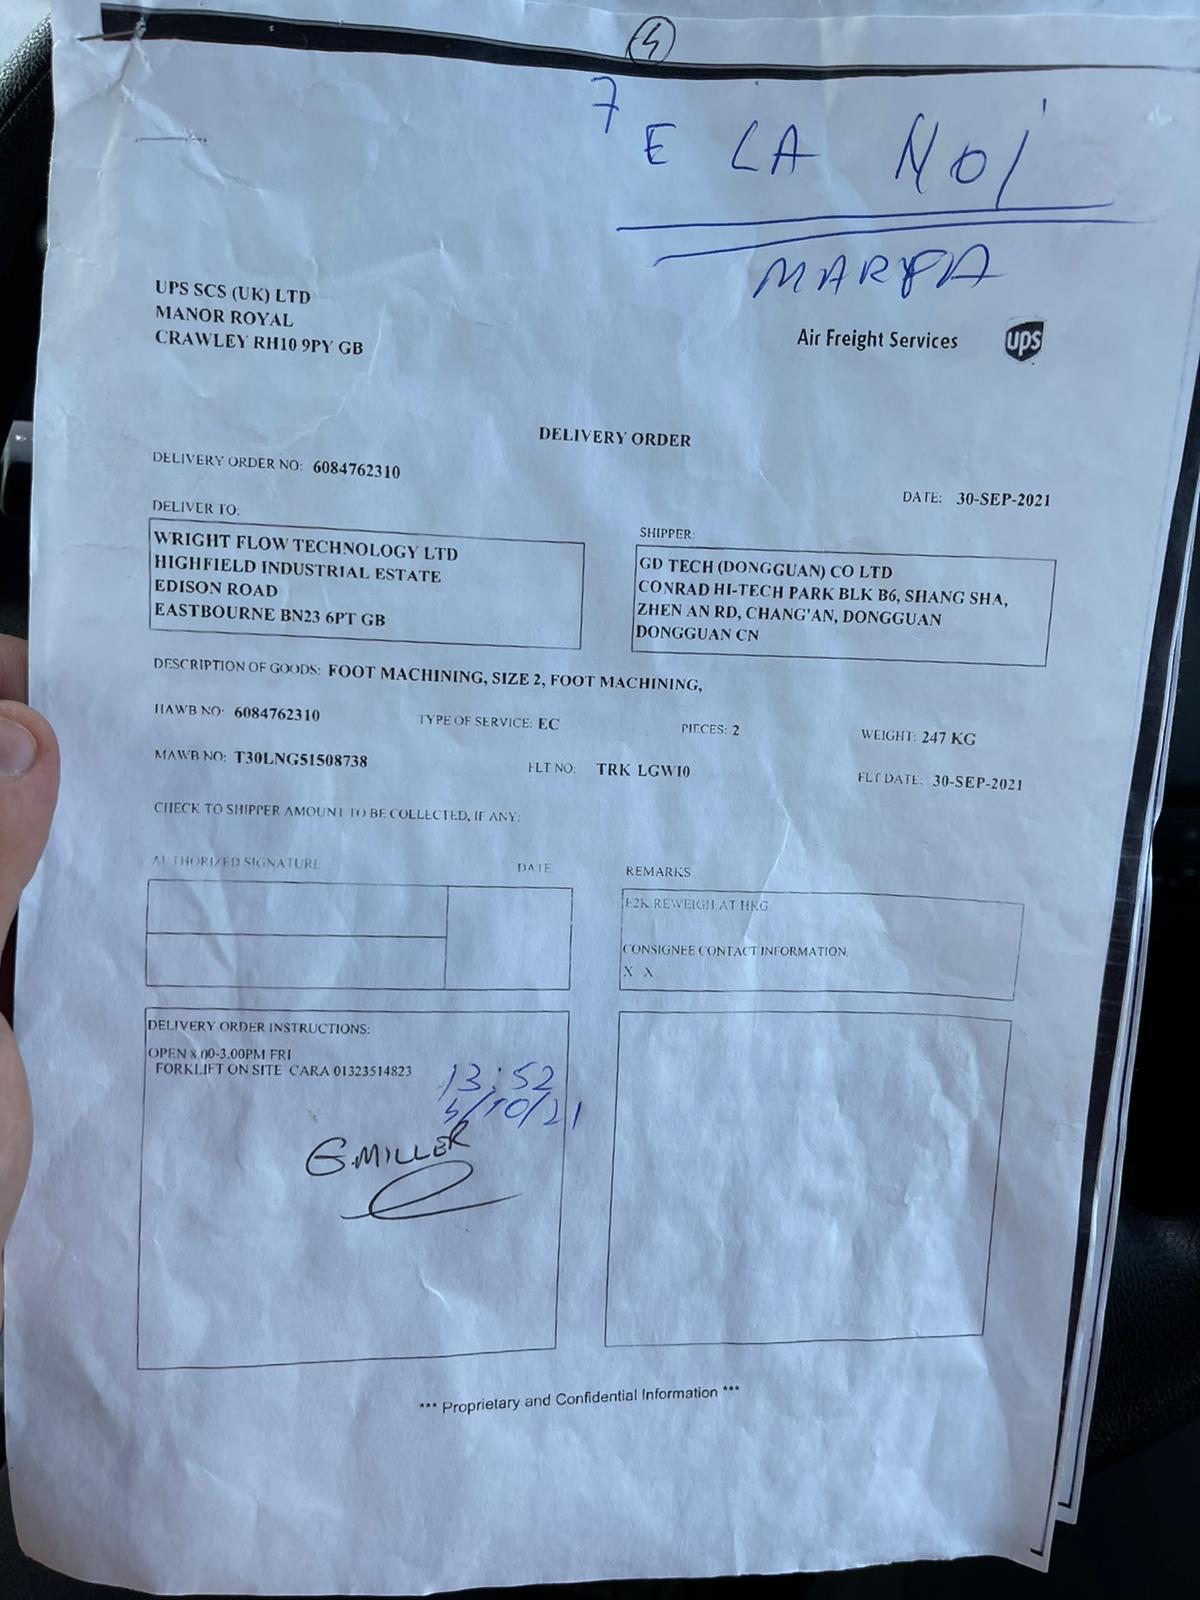 7
E LA NOI
UPS SCS (UK) LTD
MANOR ROYAL
CRAWLEY RH10 9PY GB
Air Freight Services
ups
DELIVERY ORDER
DELIVERY ORDER NO: 6084762310
DATE: 30-SEP-2021
DELIVER TO:
WRIGHT FLOW TECHNOLOGY LTD
HIGHFIELD INDUSTRIAL ESTATE
EDISON ROAD
EASTBOURNE BN23 6PT GB
SHIPPER:
GD TECH (DONGGUAN) CO LTD
CONRAD HI-TECH PARK BLK B6, SHANG SHA,
ZHEN AN RD, CHANG'AN, DONGGUAN
DONGGUAN CN
DESCRIPTION OF GOODS: FOOT MACHINING, SIZE 2, FOOT MACHINING,
HAWB NO: 6084762310 TYPE OF SERVICE: EC PIECES: 2 WEIGHT: 247 KG
MAWB NO: T30LNG51508738 FLT NO: TRK LGW10 FLT DATE: 30-SEP-2021
CHECK TO SHIPPER AMOUNT TO BE COLLECTED, IF ANY:
AUTHORIZED SIGNATURE DATE
REMARKS
E2K REWEIGH AT HKG
CONSIGNEE CONTACT INFORMATION:
X X
DELIVERY ORDER INSTRUCTIONS:
OPEN 8.00-3.00PM FRI
FORKLIFT ON SITE CARA 01323514823
13:52
5/10/21
G.MILLER
*** Proprietary and Confidential Information ***